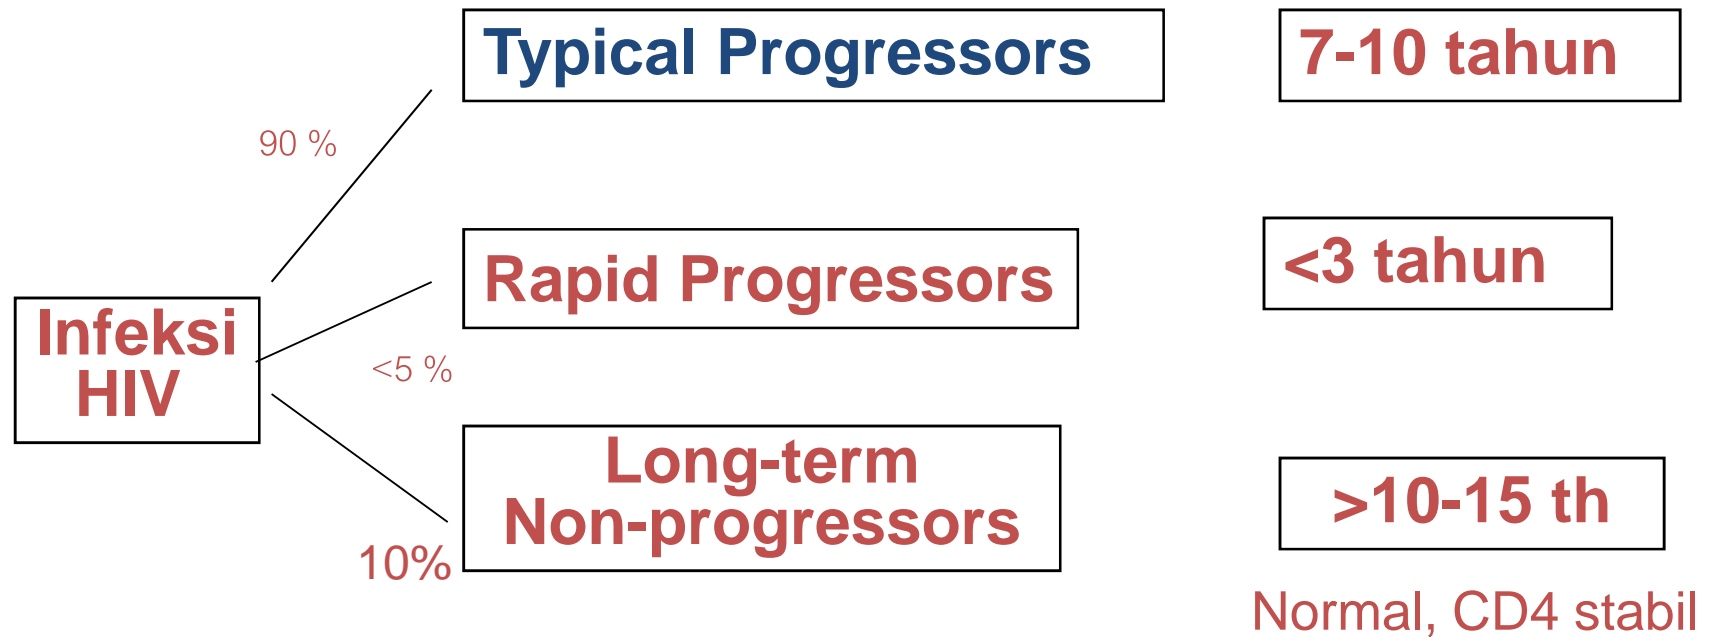 Typical Progressors
7-10 tahun
90 %
Rapid Progressors
<3 tahun
Infeksi
HIV
<5 %
Long-term
Non-progressors
>10-15 th
10%
Normal, CD4 stabil